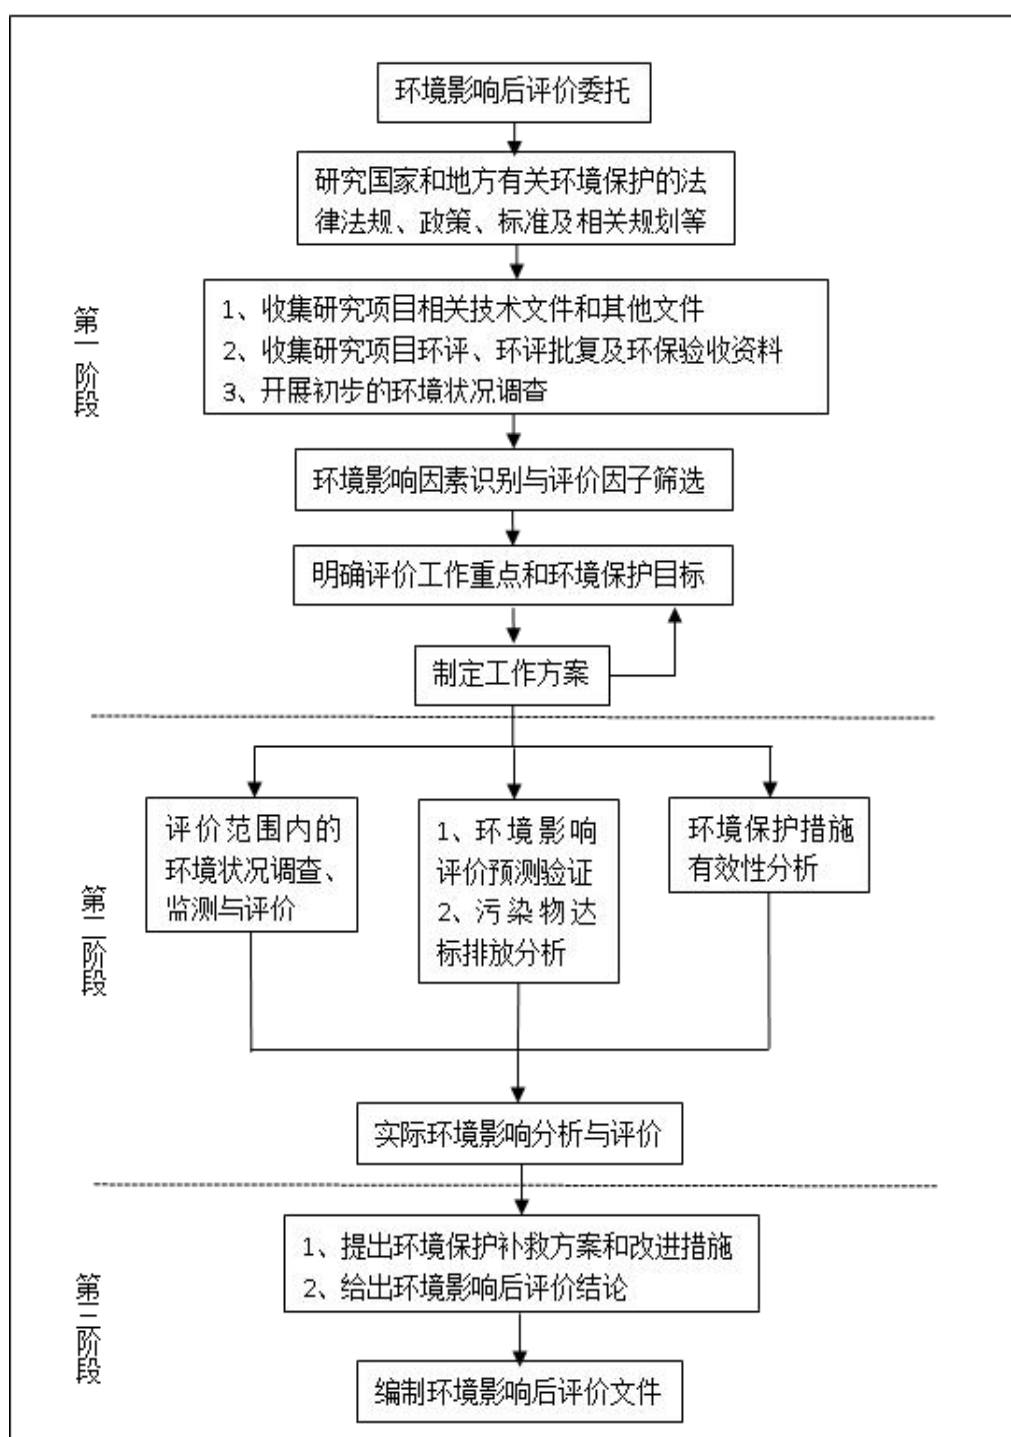 环境影响后评价委托
研究国家和地方有关环境保护的法
律法规、政策、标准及相关规划等
第一阶段
1、收集研究项目相关技术文件和其他文件
2、收集研究项目环评、环评批复及环保验收资料
3、开展初步的环境状况调查
环境影响因素识别与评价因子筛选
明确评价工作重点和环境保护目标
制定工作方案
第二阶段
评价范围内的
环境状况调查、
监测与评价
1、环境影响
评价预测验证
2、污染物达
标排放分析
环境保护措施
有效性分析
实际环境影响分析与评价
第三阶段
1、提出环境保护补救方案和改进措施
2、给出环境影响后评价结论
编制环境影响后评价文件